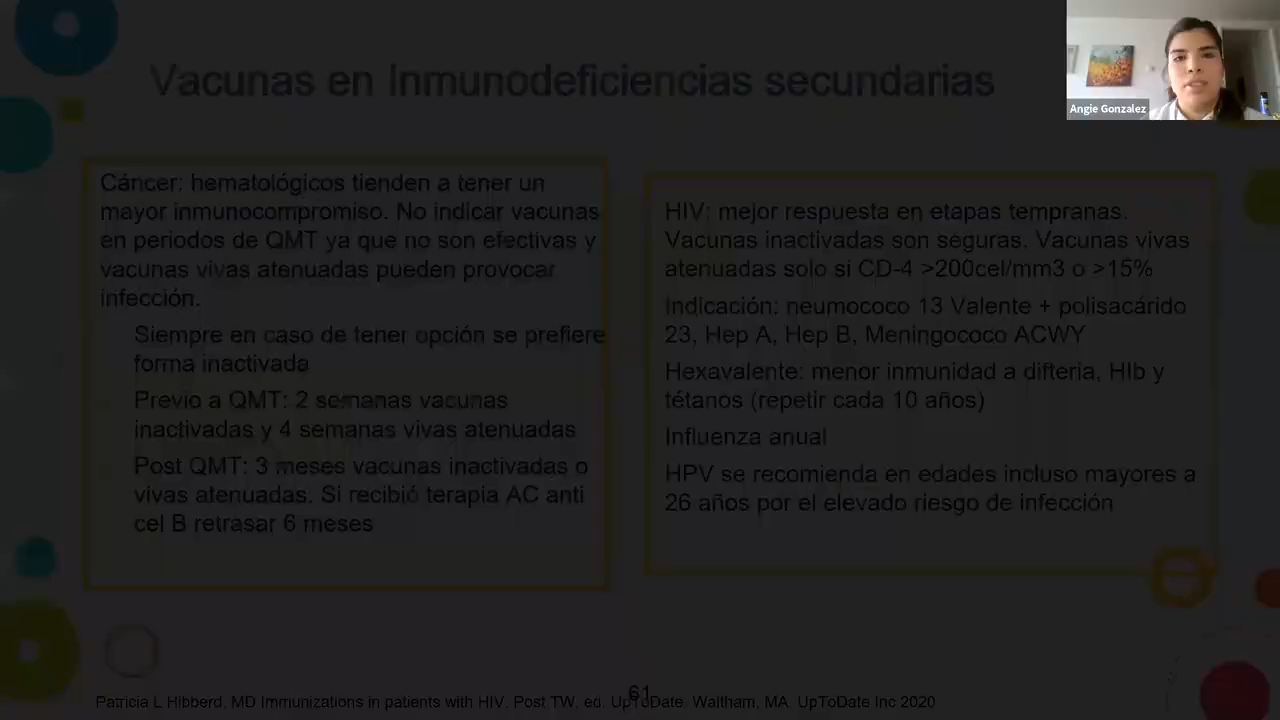 Vacunas en Inmunodeficiencias secundarias
Angie Gonzalez
Cáncer: hematológicos tienden a tener un
mayor inmunocompromiso. No indicar vacunas
en periodos de QMT ya que no son efectivas y
vacunas vivas atenuadas pueden provocar
infección.
Siempre en caso de tener opción se prefiere
forma inactivada
Previo a QMT: 2 semanas vacunas
inactivadas y 4 semanas vivas atenuadas
Post QMT: 3 meses vacunas inactivadas o
vivas atenuadas. Si recibió terapia AC anti
cel B retrasar 6 meses
HIV: mejor respuesta en etapas tempranas.
Vacunas inactivadas son seguras. Vacunas vivas
atenuadas solo si CD-4 >200cel/mm3 o >15%
Indicación: neumococo 13 Valente + polisacárido
23, Hep A, Hep B, Meningococo ACWY
Hexavalente: menor inmunidad a difteria, HIb y
tétanos (repetir cada 10 años)
Influenza anual
HPV se recomienda en edades incluso mayores a
26 años por el elevado riesgo de infección
61
Patricia L Hibberd, MD Immunizations in patients with HIV. Post TW, ed. UpToDate. Waltham, MA: UpToDate Inc 2020